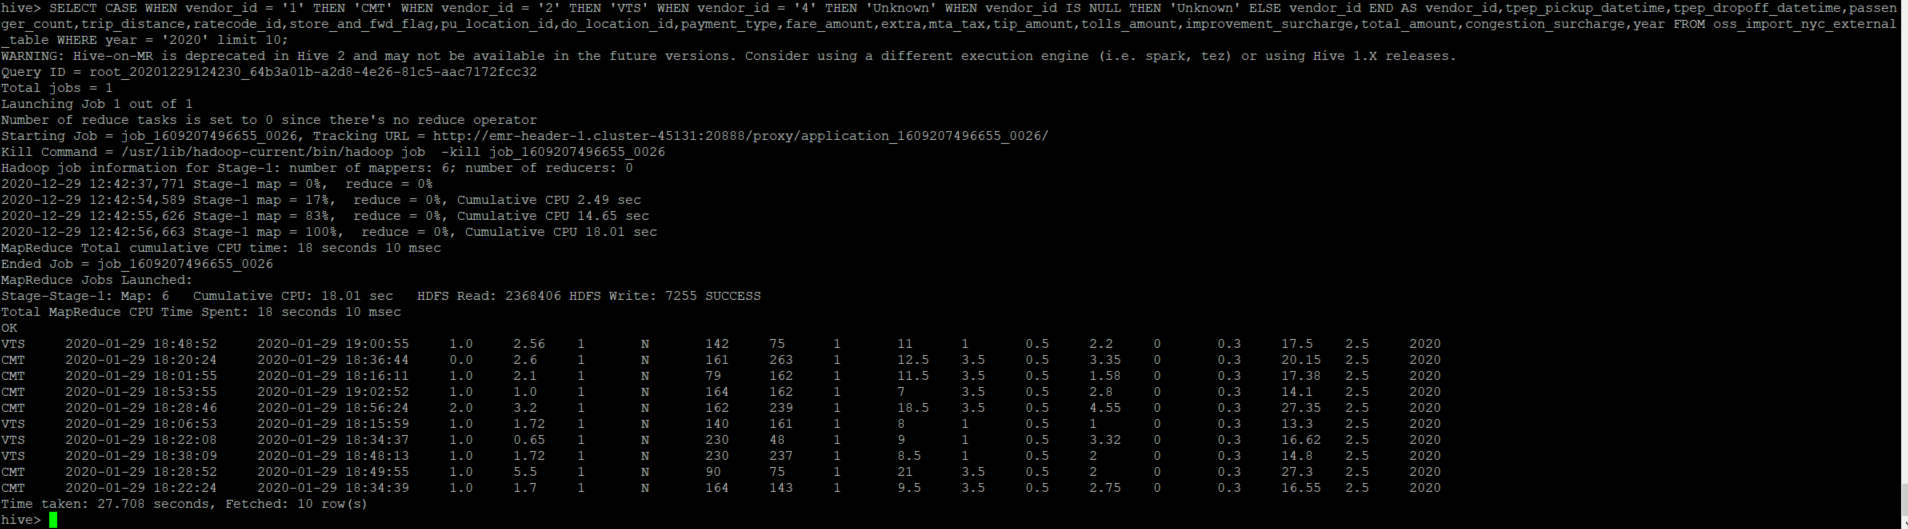 hive> SELECT CASE WHEN vendor_id = '1' THEN 'CMT' WHEN vendor_id = '2' THEN 'VTS' WHEN vendor_id = '4' THEN 'Unknown' WHEN vendor_id IS NULL THEN 'Unknown' ELSE vendor_id END AS vendor_id,tpep_pickup_datetime,tpep_dropoff_datetime,passen
ger_count,trip_distance,ratecode_id,store_and_fwd_flag,pu_location_id,do_location_id,payment_type,fare_amount,extra,mta_tax,tip_amount,tolls_amount,improvement_surcharge,total_amount,congestion_surcharge,year FROM oss_import_nyc_external
_table WHERE year = '2020' limit 10;
WARNING: Hive-on-MR is deprecated in Hive 2 and may not be available in the future versions. Consider using a different execution engine (i.e. spark, tez) or using Hive 1.X releases.
Query ID = root_20201229124230_64b3a01b-a2d8-4e26-81c5-aac7172fcc32
Total jobs = 1
Launching Job 1 out of 1
Number of reduce tasks is set to 0 since there's no reduce operator
Starting Job = job_1609207496655_0026, Tracking URL = http://emr-header-1.cluster-45131:20888/proxy/application_1609207496655_0026/
Kill Command = /usr/lib/hadoop-current/bin/hadoop job  -kill job_1609207496655_0026
Hadoop job information for Stage-1: number of mappers: 6; number of reducers: 0
2020-12-29 12:42:37,771 Stage-1 map = 0%,  reduce = 0%
2020-12-29 12:42:54,589 Stage-1 map = 17%,  reduce = 0%, Cumulative CPU 2.49 sec
2020-12-29 12:42:55,626 Stage-1 map = 83%,  reduce = 0%, Cumulative CPU 14.65 sec
2020-12-29 12:42:56,663 Stage-1 map = 100%,  reduce = 0%, Cumulative CPU 18.01 sec
MapReduce Total cumulative CPU time: 18 seconds 10 msec
Ended Job = job_1609207496655_0026
MapReduce Jobs Launched:
Stage-Stage-1: Map: 6   Cumulative CPU: 18.01 sec   HDFS Read: 2368406 HDFS Write: 7255 SUCCESS
Total MapReduce CPU Time Spent: 18 seconds 10 msec
OK
VTS 2020-01-29 18:48:52 2020-01-29 19:00:55 1.0 2.56 1 N 142 75 1 11 1 0.5 2.2 0 0.3 17.5 2.5 2020
CMT 2020-01-29 18:20:24 2020-01-29 18:36:44 0.0 2.6 1 N 161 263 1 12.5 3.5 0.5 3.35 0 0.3 20.15 2.5 2020
CMT 2020-01-29 18:01:55 2020-01-29 18:16:11 1.0 2.1 1 N 79 162 1 11.5 3.5 0.5 1.58 0 0.3 17.38 2.5 2020
CMT 2020-01-29 18:53:55 2020-01-29 19:02:52 1.0 1.0 1 N 164 162 1 7 3.5 0.5 2.8 0 0.3 14.1 2.5 2020
CMT 2020-01-29 18:28:46 2020-01-29 18:56:24 2.0 3.2 1 N 162 239 1 18.5 3.5 0.5 4.55 0 0.3 27.35 2.5 2020
VTS 2020-01-29 18:06:53 2020-01-29 18:15:59 1.0 1.72 1 N 140 161 1 8 1 0.5 1 0 0.3 13.3 2.5 2020
VTS 2020-01-29 18:22:08 2020-01-29 18:34:37 1.0 0.65 1 N 230 48 1 9 1 0.5 3.32 0 0.3 16.62 2.5 2020
VTS 2020-01-29 18:38:09 2020-01-29 18:48:13 1.0 1.72 1 N 230 237 1 8.5 1 0.5 2 0 0.3 14.8 2.5 2020
CMT 2020-01-29 18:28:52 2020-01-29 18:49:55 1.0 5.5 1 N 90 75 1 21 3.5 0.5 2 0 0.3 27.3 2.5 2020
CMT 2020-01-29 18:22:24 2020-01-29 18:34:39 1.0 1.7 1 N 164 143 1 9.5 3.5 0.5 2.75 0 0.3 16.55 2.5 2020
Time taken: 27.708 seconds, Fetched: 10 row(s)
hive>